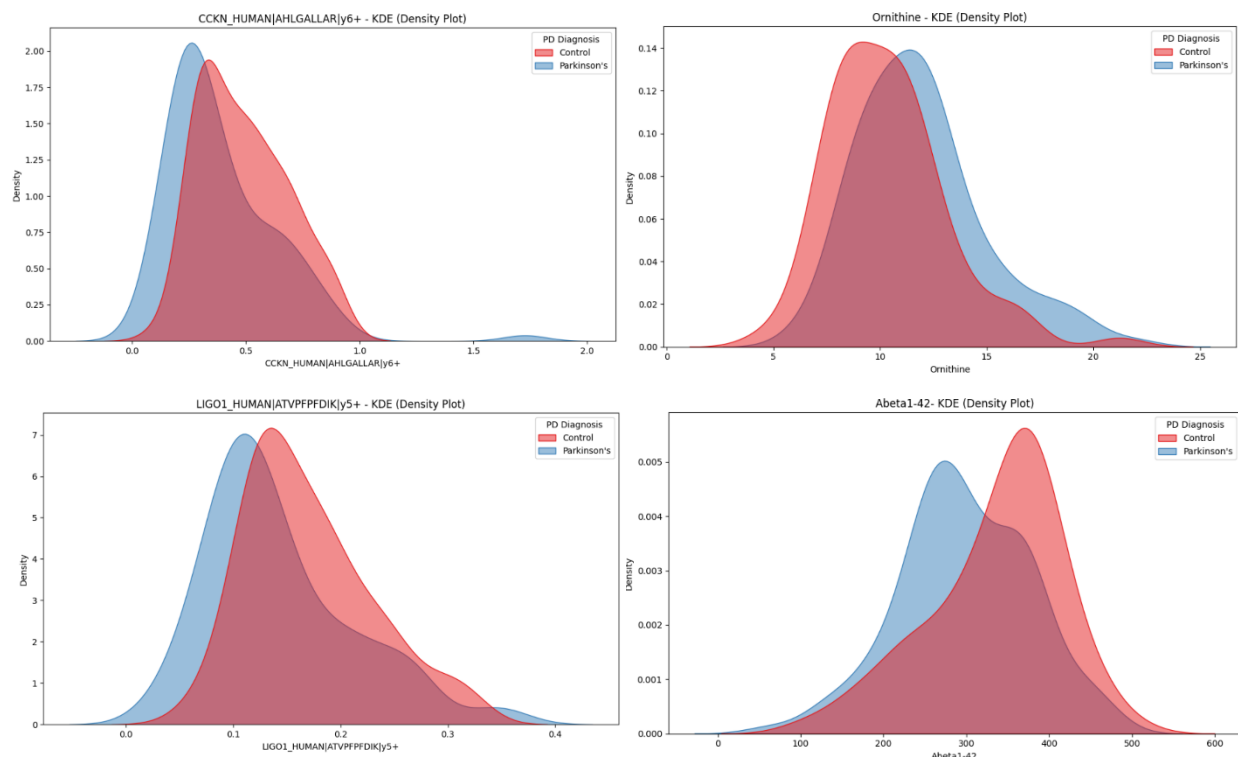 CCKN_HUMAN|AHLGALLAR|y6+ - KDE (Density Plot)
PD Diagnosis
Control
Parkinson's
2.00
1.75
1.50
1.25
1.00
0.75
0.50
0.25
0.00
Density
0.0 0.5 1.0 1.5 2.0
CCKN_HUMAN|AHLGALLAR|y6+
Ornithine - KDE (Density Plot)
PD Diagnosis
Control
Parkinson's
0.14
0.12
0.10
0.08
0.06
0.04
0.02
0.00
Density
0 5 10 15 20 25
Ornithine
LIGO1_HUMAN|ATVPFPFDIK|y5+ - KDE (Density Plot)
PD Diagnosis
Control
Parkinson's
7
6
5
4
3
2
1
0
Density
0.0 0.1 0.2 0.3 0.4
LIGO1_HUMAN|ATVPFPFDIK|y5+
Abeta1-42- KDE (Density Plot)
PD Diagnosis
Control
Parkinson's
0.005
0.004
0.003
0.002
0.001
0.000
Density
0 100 200 300 400 500 600
Abeta1-42